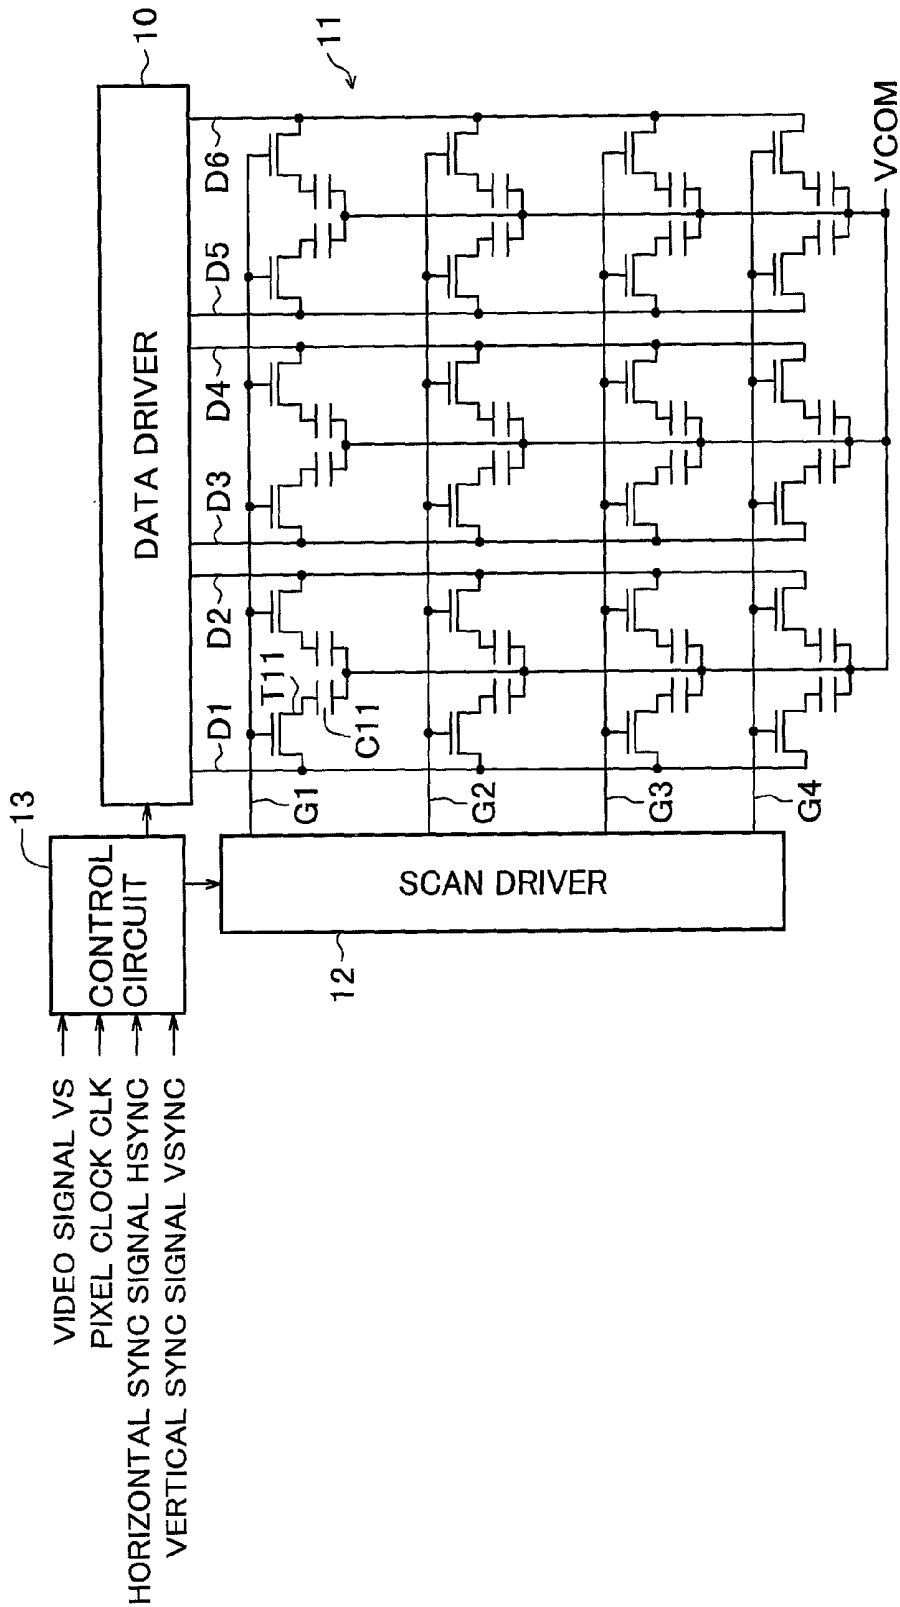 VIDEO SIGNAL VS
PIXEL CLOCK CLK
HORIZONTAL SYNC SIGNAL HSYNC
VERTICAL SYNC SIGNAL VSYNC
13
CONTROL
CIRCUIT
DATA DRIVER
10
D1
D2
D3
D4
D5
D6
11
T11
C11
G1
G2
G3
G4
SCAN DRIVER
12
VCOM